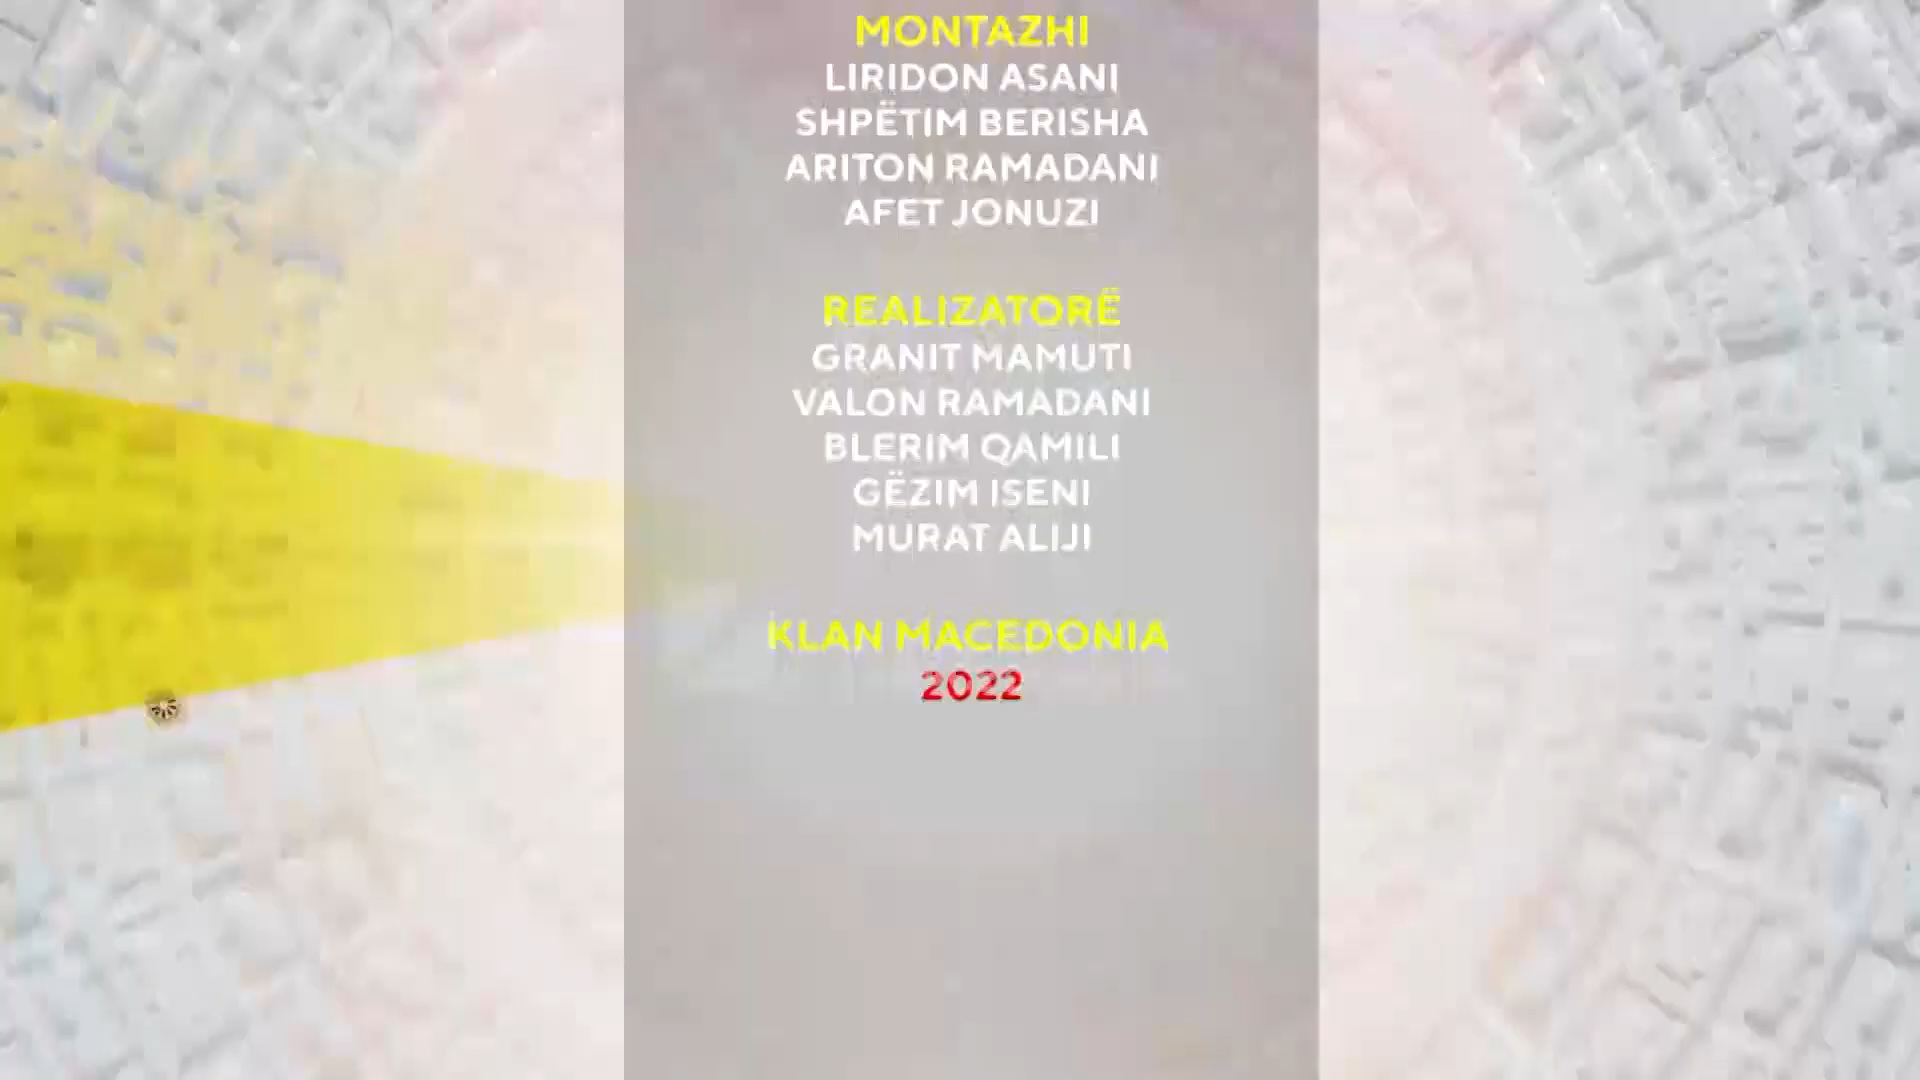 MONTAZHI
LIRIDON ASANI
SHPËTIM BERISHA
ARITON RAMADANI
AFET JONUZI
REALIZATORË
GRANIT MAMUTI
VALON RAMADANI
BLERIM QAMILI
GËZIM ISENI
MURAT ALIJI
KLAN MACEDONIA
2022